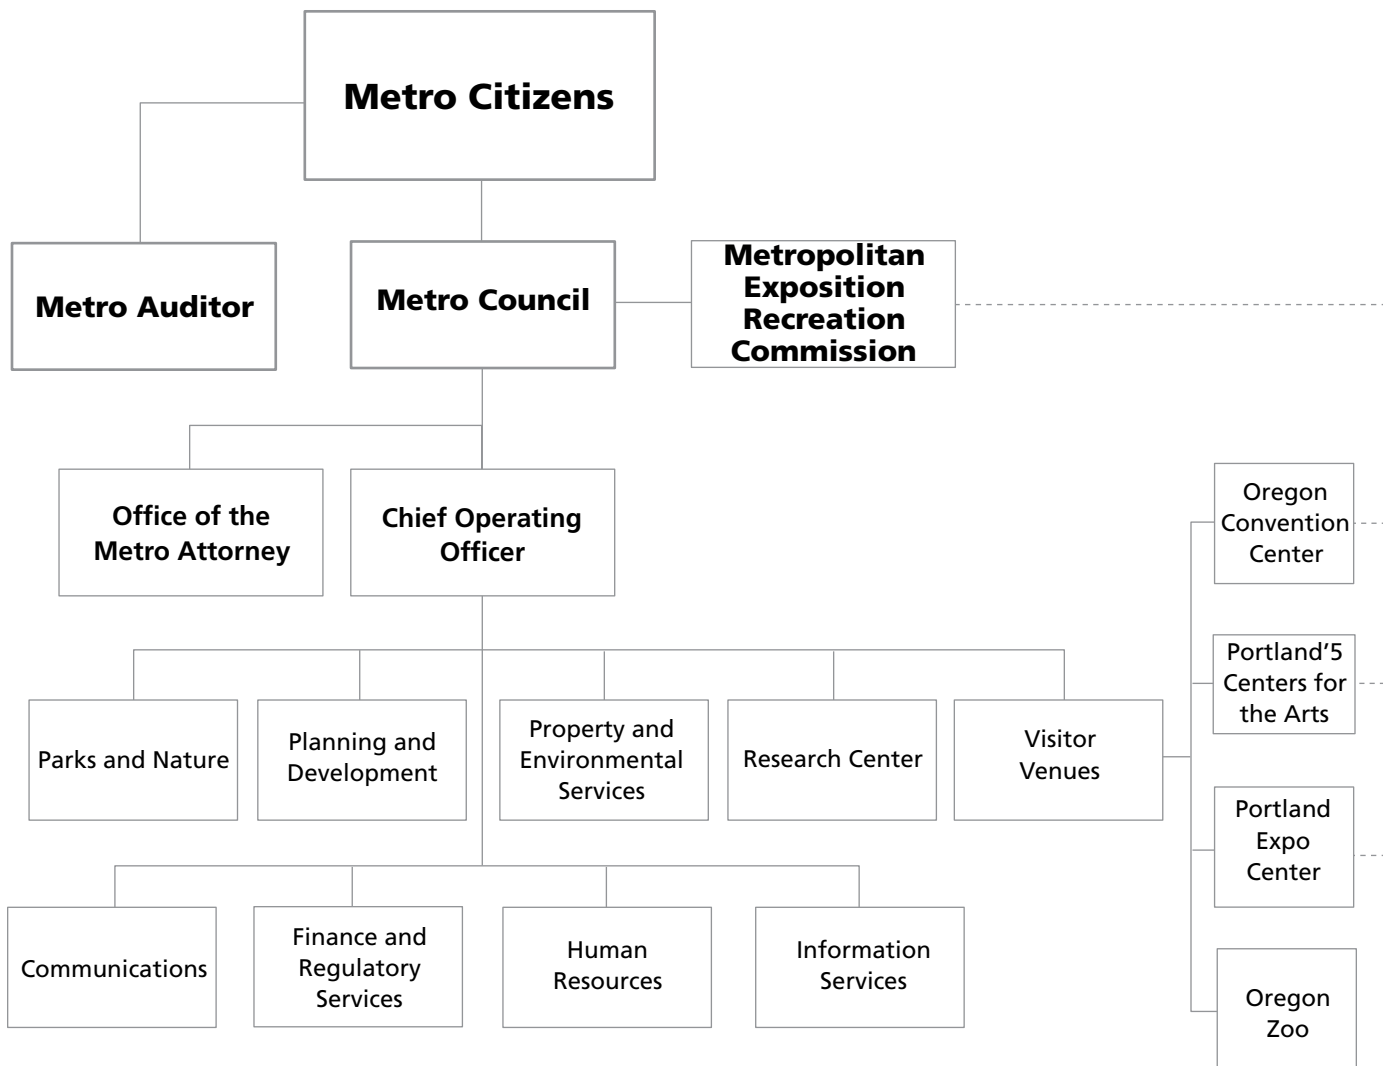 Metro Citizens
Metro Auditor
Metro Council
Metropolitan
Exposition
Recreation
Commission
Office of the
Metro Attorney
Chief Operating
Officer
Oregon
Convention
Center
Portland'5
Centers for
the Arts
Portland
Expo
Center
Oregon
Zoo
Parks and Nature
Planning and
Development
Property and
Environmental
Services
Research Center
Visitor
Venues
Communications
Finance and
Regulatory
Services
Human
Resources
Information
Services